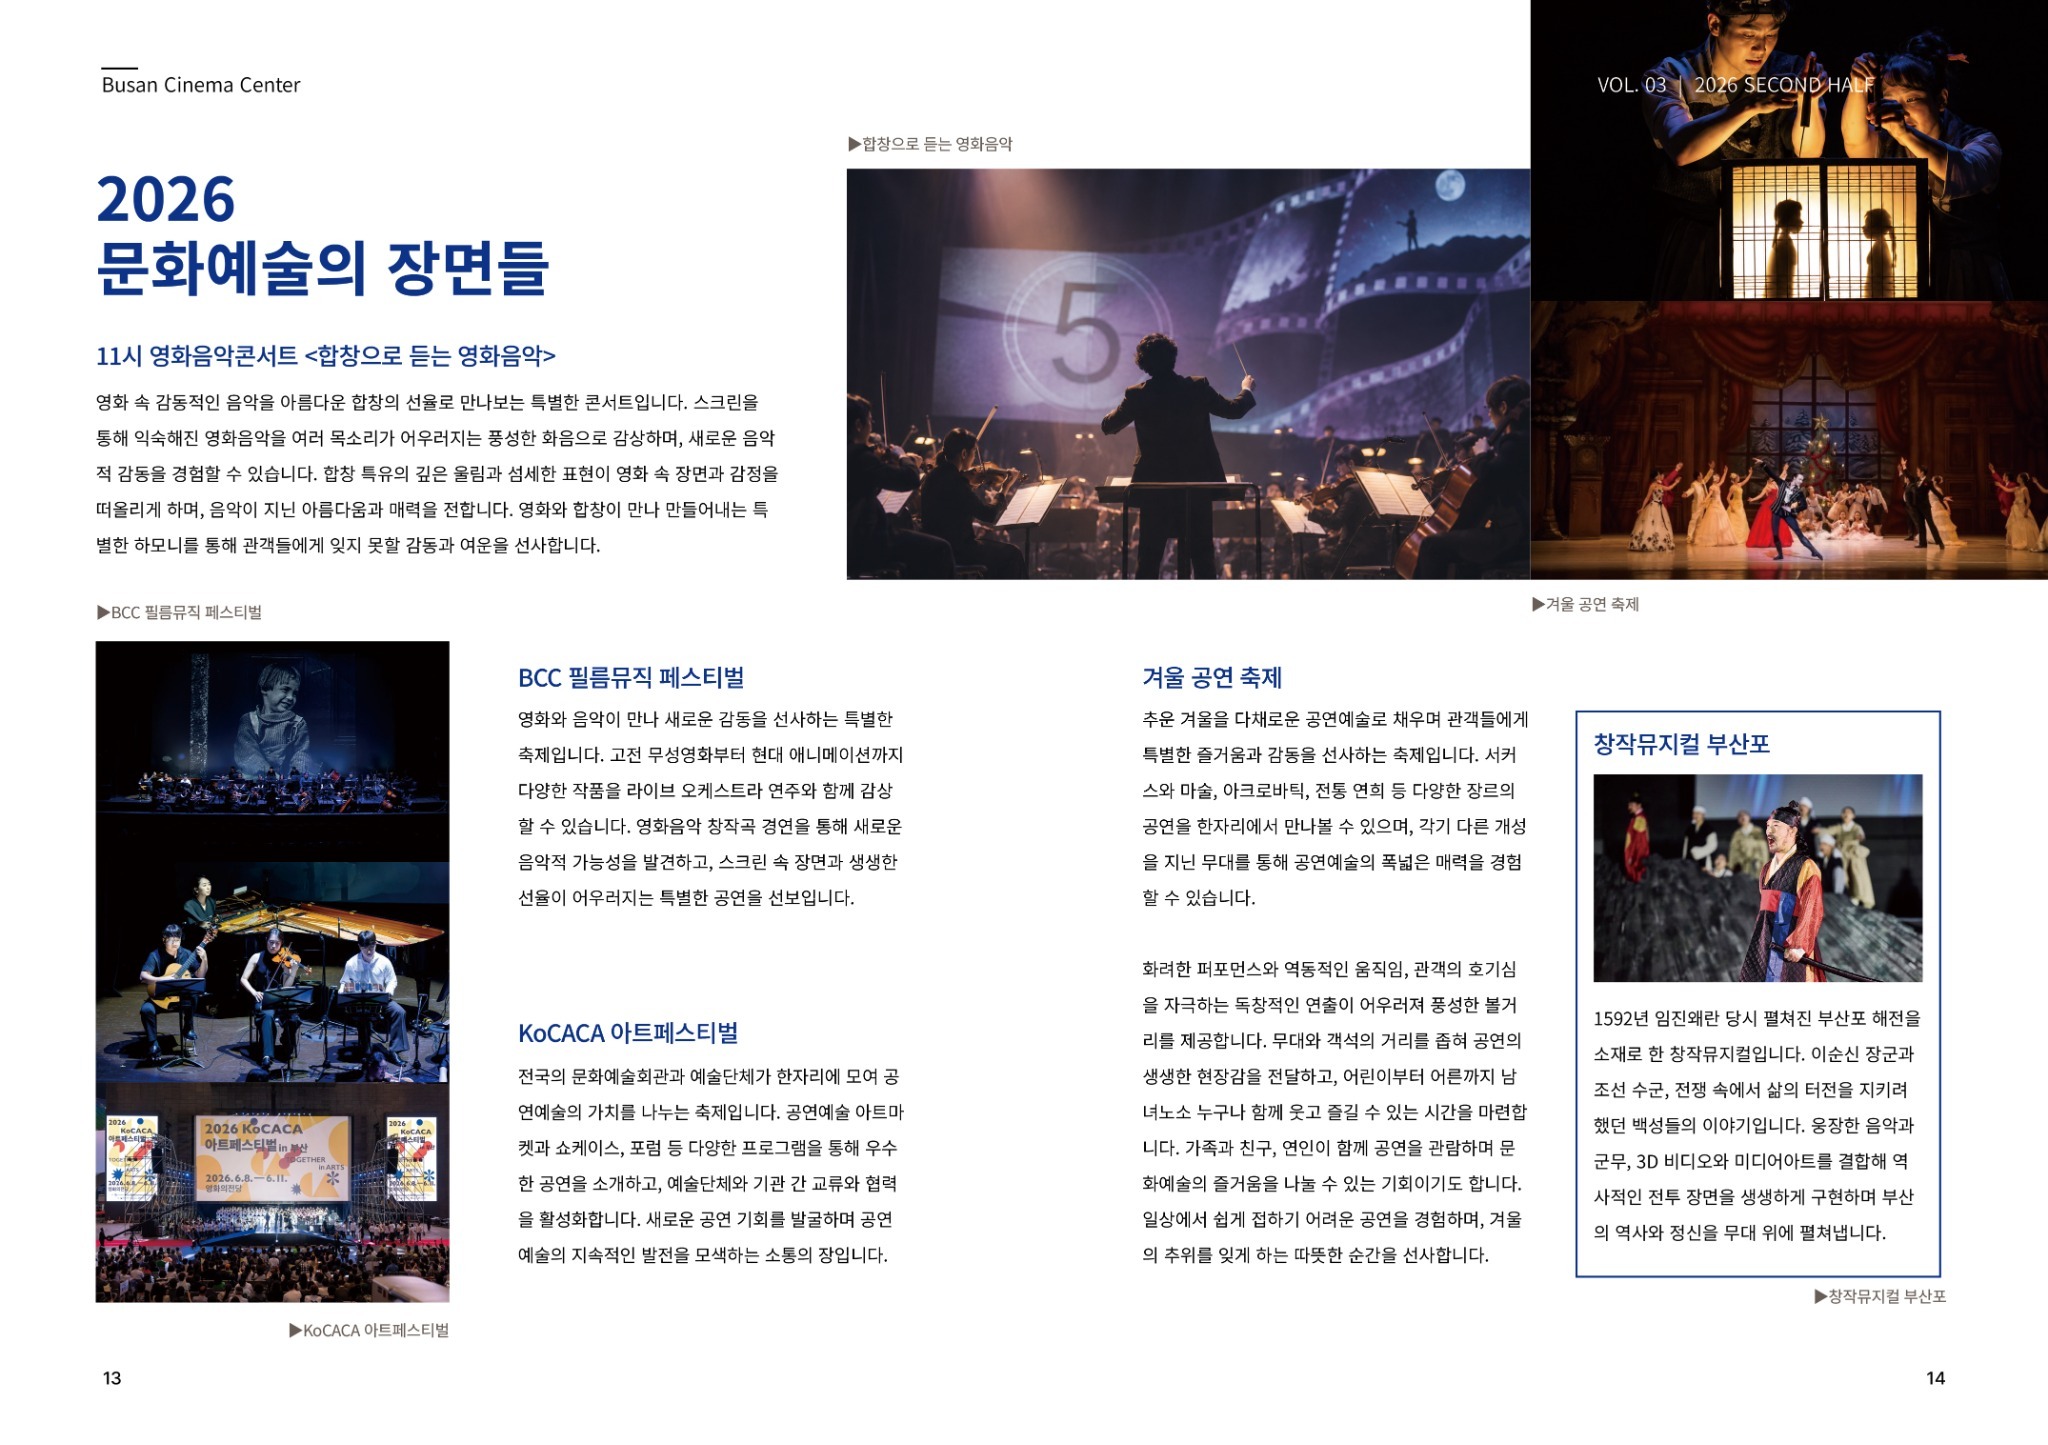 Busan Cinema Center
VOL. 03 | 2026 SECOND HALF
2026
문화예술의 장면들
11시 영화음악콘서트 <합창으로 듣는 영화음악>
영화 속 감동적인 음악을 아름다운 합창의 선율로 만나보는 특별한 콘서트입니다. 스크린을
통해 익숙해진 영화음악을 여러 목소리가 어우러지는 풍성한 화음으로 감상하며, 새로운 음악
적 감동을 경험할 수 있습니다. 합창 특유의 깊은 울림과 섬세한 표현이 영화 속 장면과 감정을
떠올리게 하며, 음악이 지닌 아름다움과 매력을 전합니다. 영화와 합창이 만나 만들어내는 특
별한 하모니를 통해 관객들에게 잊지 못할 감동과 여운을 선사합니다.
▶합창으로 듣는 영화음악
5
▶겨울 공연 축제
▶BCC 필름뮤직 페스티벌
2026 KoCACA
아트페스티벌 in 부산
TOGETHER
in ARTS
2026.6.8.—6.11.
영화의전당
2026
KoCACA
아트페스티벌
2026
KoCACA
▶KoCACA 아트페스티벌
BCC 필름뮤직 페스티벌
영화와 음악이 만나 새로운 감동을 선사하는 특별한
축제입니다. 고전 무성영화부터 현대 애니메이션까지
다양한 작품을 라이브 오케스트라 연주와 함께 감상
할 수 있습니다. 영화음악 창작곡 경연을 통해 새로운
음악적 가능성을 발견하고, 스크린 속 장면과 생생한
선율이 어우러지는 특별한 공연을 선보입니다.
KoCACA 아트페스티벌
전국의 문화예술회관과 예술단체가 한자리에 모여 공
연예술의 가치를 나누는 축제입니다. 공연예술 아트마
켓과 쇼케이스, 포럼 등 다양한 프로그램을 통해 우수
한 공연을 소개하고, 예술단체와 기관 간 교류와 협력
을 활성화합니다. 새로운 공연 기회를 발굴하며 공연
예술의 지속적인 발전을 모색하는 소통의 장입니다.
겨울 공연 축제
추운 겨울을 다채로운 공연예술로 채우며 관객들에게
특별한 즐거움과 감동을 선사하는 축제입니다. 서커
스와 마술, 아크로바틱, 전통 연희 등 다양한 장르의
공연을 한자리에서 만나볼 수 있으며, 각기 다른 개성
을 지닌 무대를 통해 공연예술의 폭넓은 매력을 경험
할 수 있습니다.
화려한 퍼포먼스와 역동적인 움직임, 관객의 호기심
을 자극하는 독창적인 연출이 어우러져 풍성한 볼거
리를 제공합니다. 무대와 객석의 거리를 좁혀 공연의
생생한 현장감을 전달하고, 어린이부터 어른까지 남
녀노소 누구나 함께 웃고 즐길 수 있는 시간을 마련합
니다. 가족과 친구, 연인이 함께 공연을 관람하며 문
화예술의 즐거움을 나눌 수 있는 기회이기도 합니다.
일상에서 쉽게 접하기 어려운 공연을 경험하며, 겨울
의 추위를 잊게 하는 따뜻한 순간을 선사합니다.
창작뮤지컬 부산포
1592년 임진왜란 당시 펼쳐진 부산포 해전을
소재로 한 창작뮤지컬입니다. 이순신 장군과
조선 수군, 전쟁 속에서 삶의 터전을 지키려
했던 백성들의 이야기입니다. 웅장한 음악과
군무, 3D 비디오와 미디어아트를 결합해 역
사적인 전투 장면을 생생하게 구현하며 부산
의 역사와 정신을 무대 위에 펼쳐냅니다.
▶창작뮤지컬 부산포
13
14